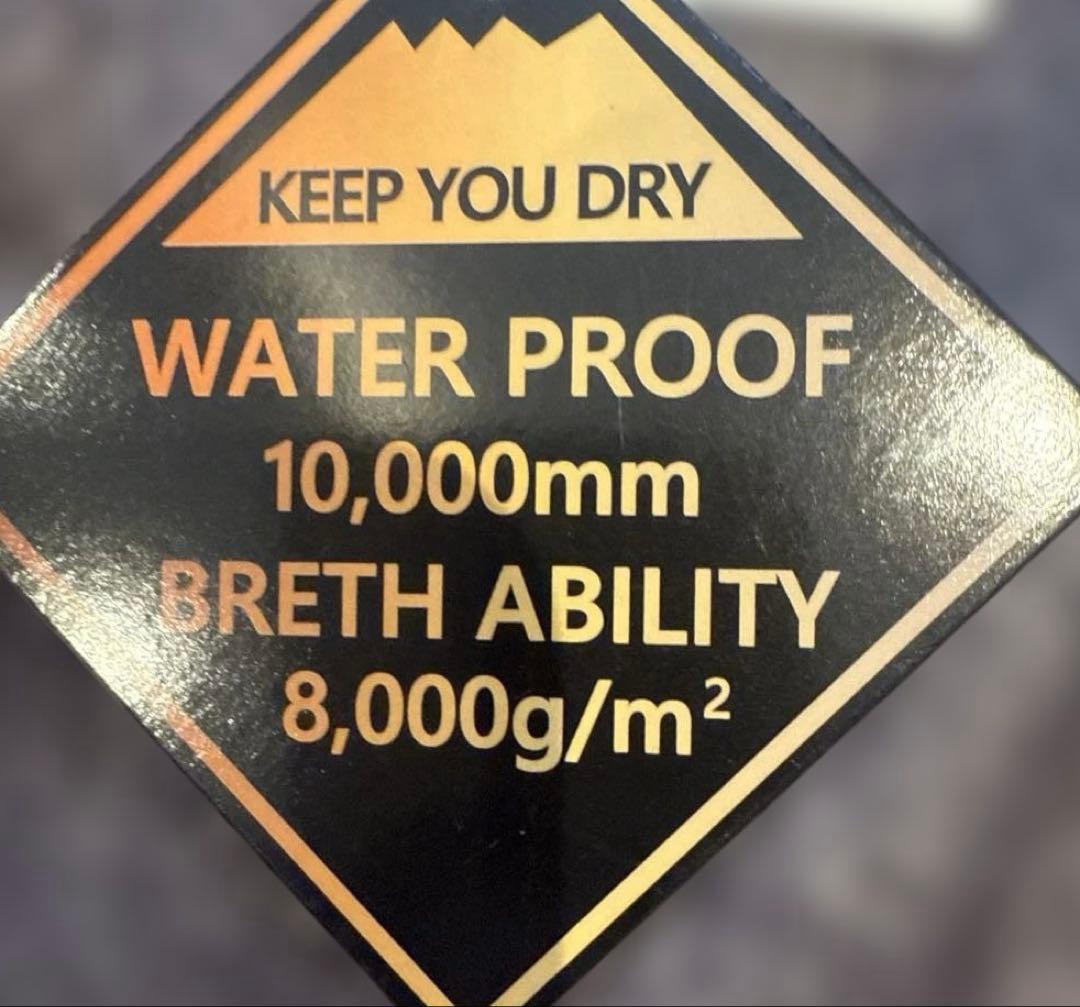 KEEP YOU DRY
WATER PROOF
10,000mm
BRETH ABILITY
8,000g/m²